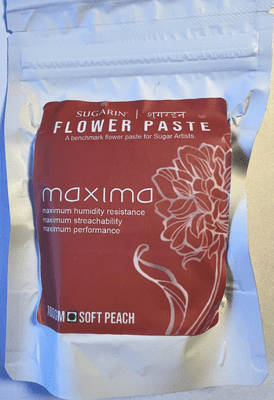 SUGARIN® | शुगरइन
FLOWER PASTE
A benchmark flower paste for Sugar Artists.
maxima
maximum humidity resistance
maximum streachability
maximum performance
SOFT PEACH